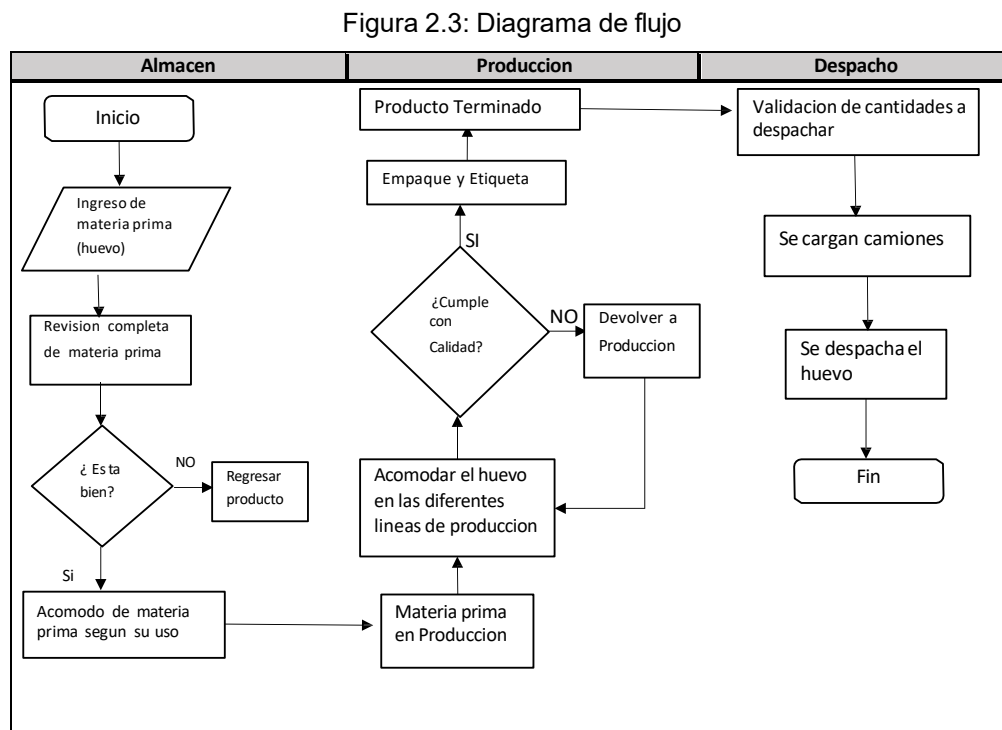 Figura 2.3: Diagrama de flujo
Almacen
Produccion
Despacho
Inicio
Ingreso de
materia prima
(huevo)
Revision completa
de materia prima
¿ Esta
bien?
NO
Regresar
producto
Si
Acomodo de materia
prima segun su uso
Materia prima
en Produccion
Acomodar el huevo
en las diferentes
lineas de produccion
¿Cumple
con
Calidad?
NO
Devolver a
Produccion
SI
Empaque y Etiqueta
Producto Terminado
Validacion de cantidades a
despachar
Se cargan camiones
Se despacha el
huevo
Fin